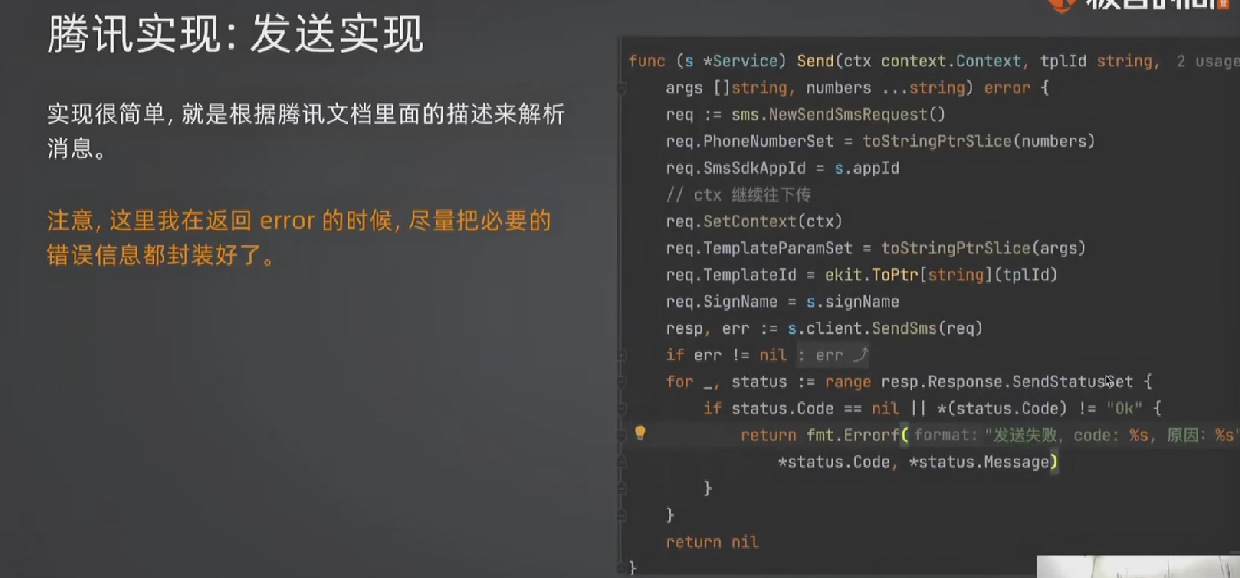 腾讯实现：发送实现
实现很简单，就是根据腾讯文档里面的描述来解析
消息。
注意，这里我在返回 error 的时候，尽量把必要的
错误信息都封装好了。
func (s *Service) Send(ctx context.Context, tplId string, 2 usage
args []string, numbers ...string) error {
req := sms.NewSendSmsRequest()
req.PhoneNumberSet = toStringPtrSlice(numbers)
req.SmsSdkAppId = s.appId
// ctx 继续往下传
req.SetContext(ctx)
req.TemplateParamSet = toStringPtrSlice(args)
req.TemplateId = ekit.ToPtr[string](tplId)
req.SignName = s.signName
resp, err := s.client.SendSms(req)
if err != nil : err
for _, status := range resp.Response.SendStatusSet {
if status.Code == nil || *(status.Code) != "Ok" {
return fmt.Errorf( format: "发送失败, code: %s, 原因: %s"
*status.Code, *status.Message)
}
}
return nil
}